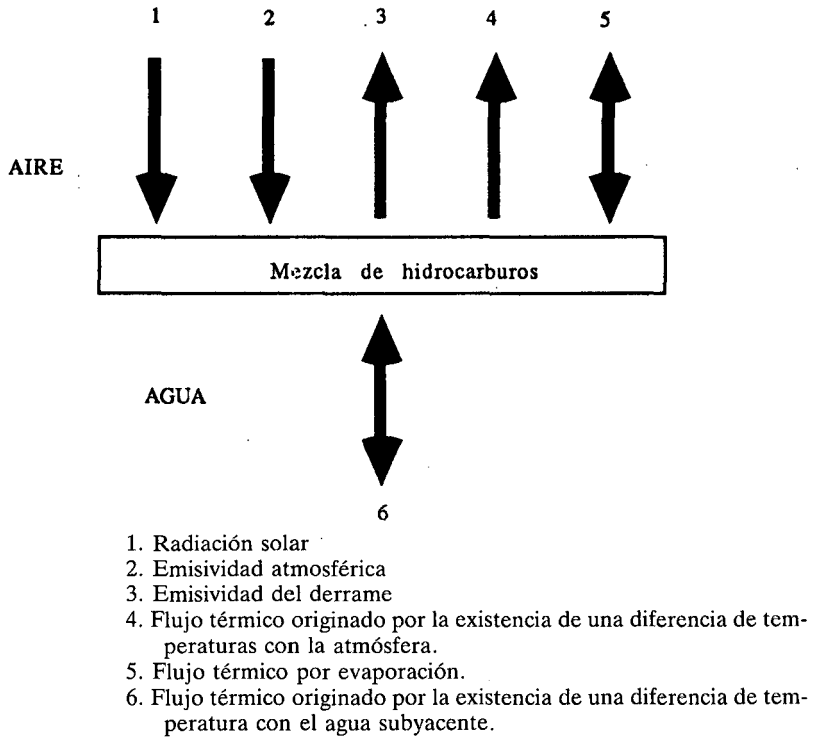 1 2 3 4 5
AIRE
Mezcla de hidrocarburos
AGUA
6
1. Radiación solar
2. Emisividad atmosférica
3. Emisividad del derrame
4. Flujo térmico originado por la existencia de una diferencia de tem-
peraturas con la atmósfera.
5. Flujo térmico por evaporación.
6. Flujo térmico originado por la existencia de una diferencia de tem-
peratura con el agua subyacente.